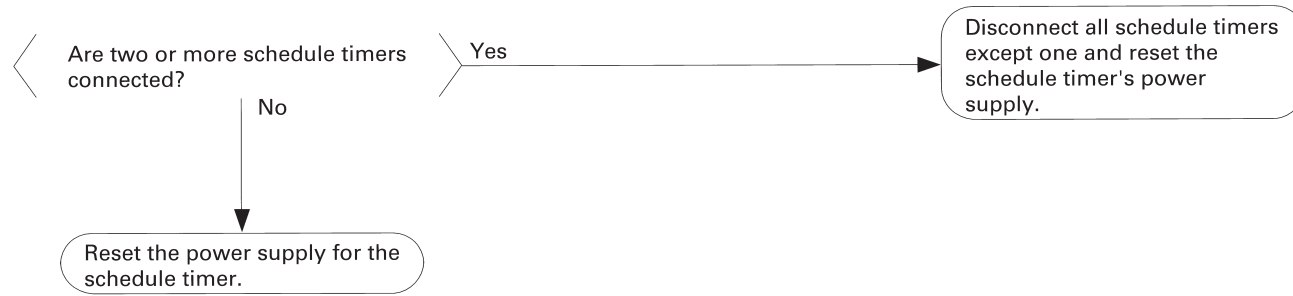 Are two or more schedule timers
connected?
Yes
No
Disconnect all schedule timers
except one and reset the
schedule timer's power
supply.
Reset the power supply for the
schedule timer.